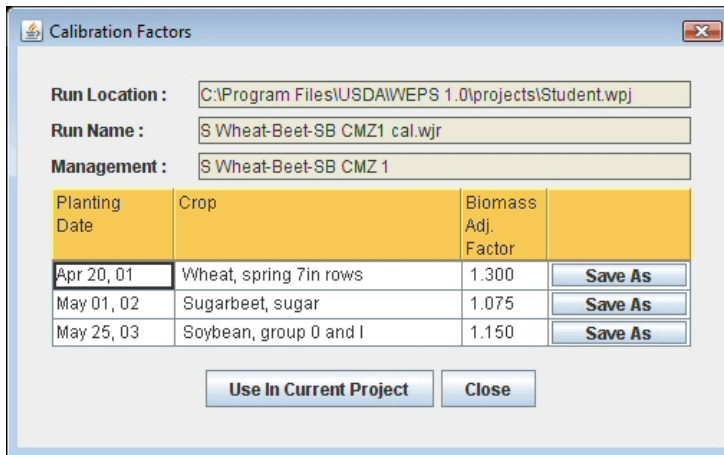 Calibration Factors
Run Location : C:\Program Files\USDA\WEPS 1.0\projects\Student.wpj
Run Name : S Wheat-Beet-SB CMZ1 cal.wjr
Management : S Wheat-Beet-SB CMZ 1
Planting Crop Biomass
Date Adj.
Factor
Apr 20, 01 Wheat, spring 7in rows 1.300 Save As
May 01, 02 Sugarbeet, sugar 1.075 Save As
May 25, 03 Soybean, group 0 and I 1.150 Save As
Use In Current Project Close